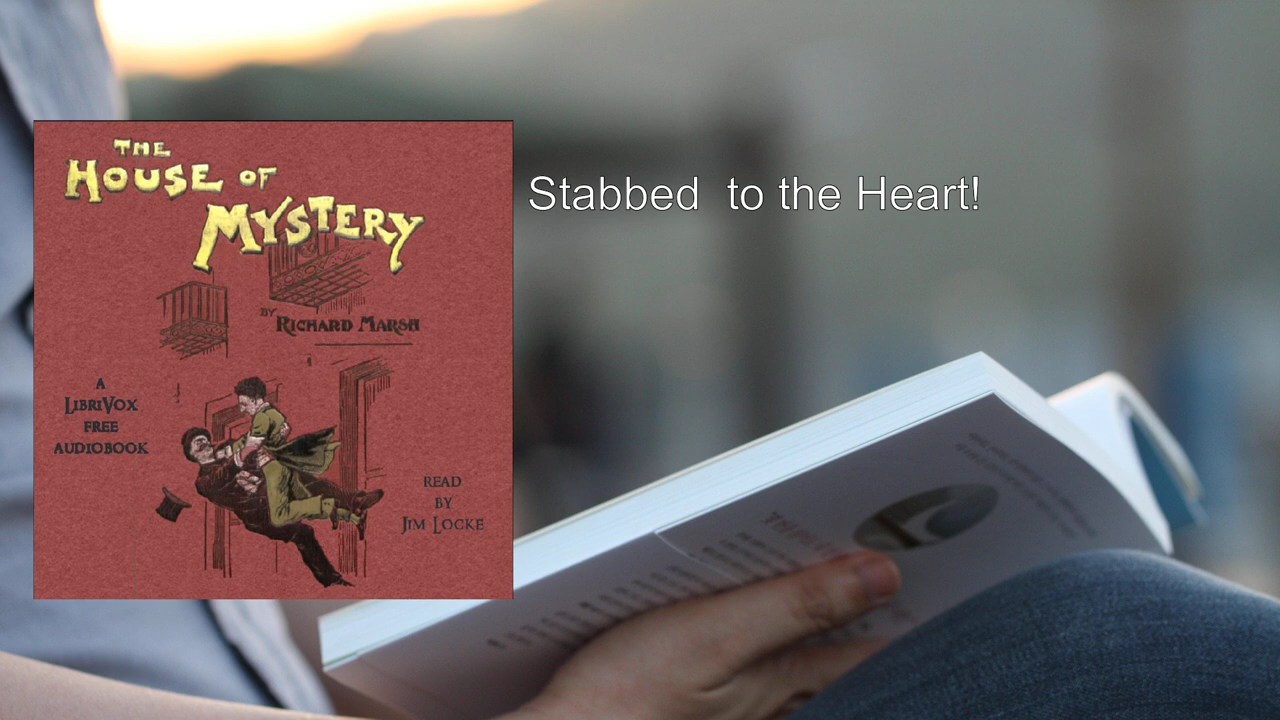 THE
HOUSE OF
MYSTERY
BY RICHARD MARSH
A
LIBRIVOX
FREE
AUDIOBOOK
READ
BY
JIM LOCKE
Stabbed  to the Heart!